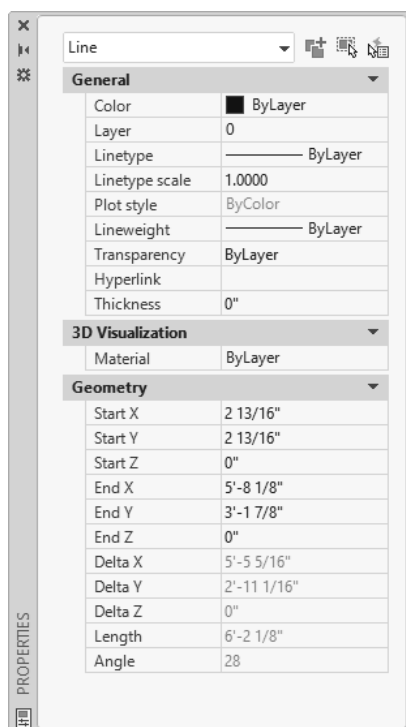 Line
General
Color ByLayer
Layer 0
Linetype ByLayer
Linetype scale 1.0000
Plot style ByColor
Lineweight ByLayer
Transparency ByLayer
Hyperlink
Thickness 0"
3D Visualization
Material ByLayer
Geometry
Start X 2 13/16"
Start Y 2 13/16"
Start Z 0"
End X 5'-8 1/8"
End Y 3'-1 7/8"
End Z 0"
Delta X 5'-5 5/16"
Delta Y 2'-11 1/16"
Delta Z 0"
Length 6'-2 1/8"
Angle 28
PROPERTIES